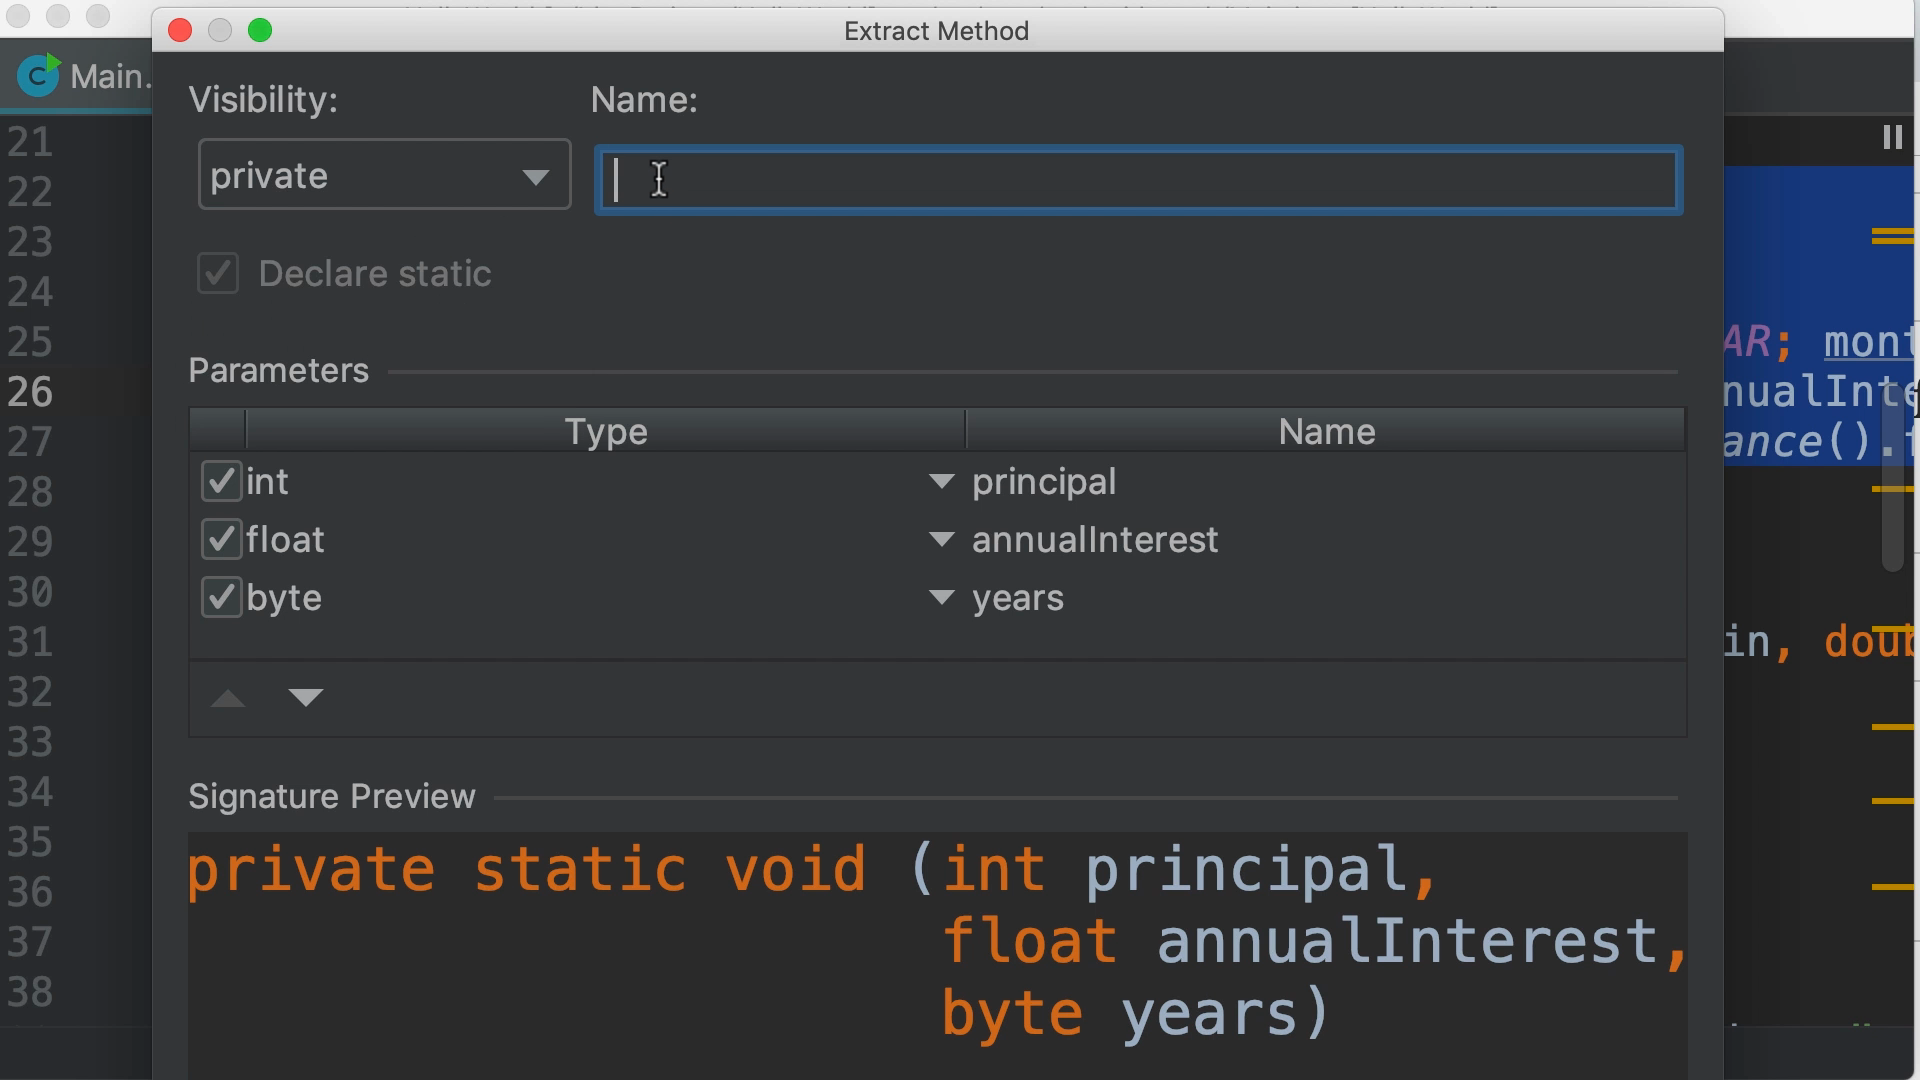 Extract Method
Main.
Visibility:
Name:
private
Declare static
Parameters
Type
Name
int
principal
float
annualInterest
byte
years
Signature Preview
private static void (int principal,
float annualInterest,
byte years)
21
22
23
24
25
26
27
28
29
30
31
32
33
34
35
36
37
38
AR; mont
nualInte
ance().f
in, doub